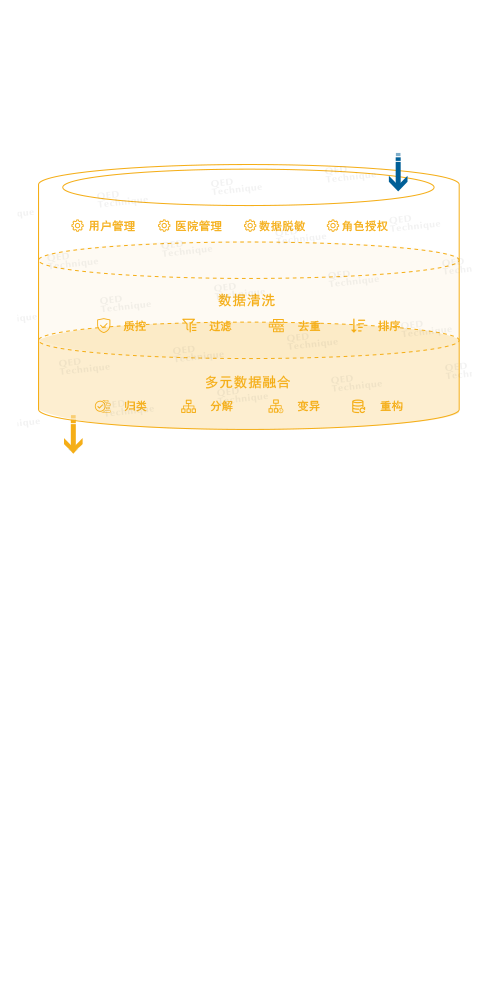 用户管理 医院管理 数据脱敏 角色授权
数据清洗
质控 过滤 去重 排序
多元数据融合
归类 分解 变异 重构
QED Technique